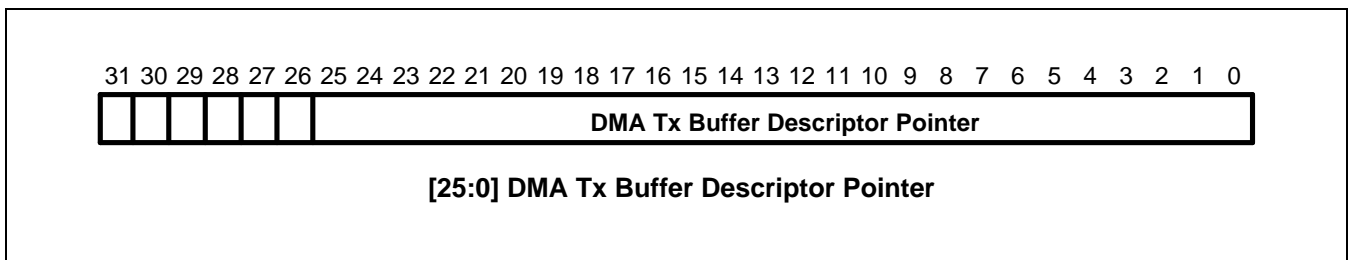 31 30 29 28 27 26 25 24 23 22 21 20 19 18 17 16 15 14 13 12 11 10 9 8 7 6 5 4 3 2 1 0
DMA Tx Buffer Descriptor Pointer
[25:0] DMA Tx Buffer Descriptor Pointer